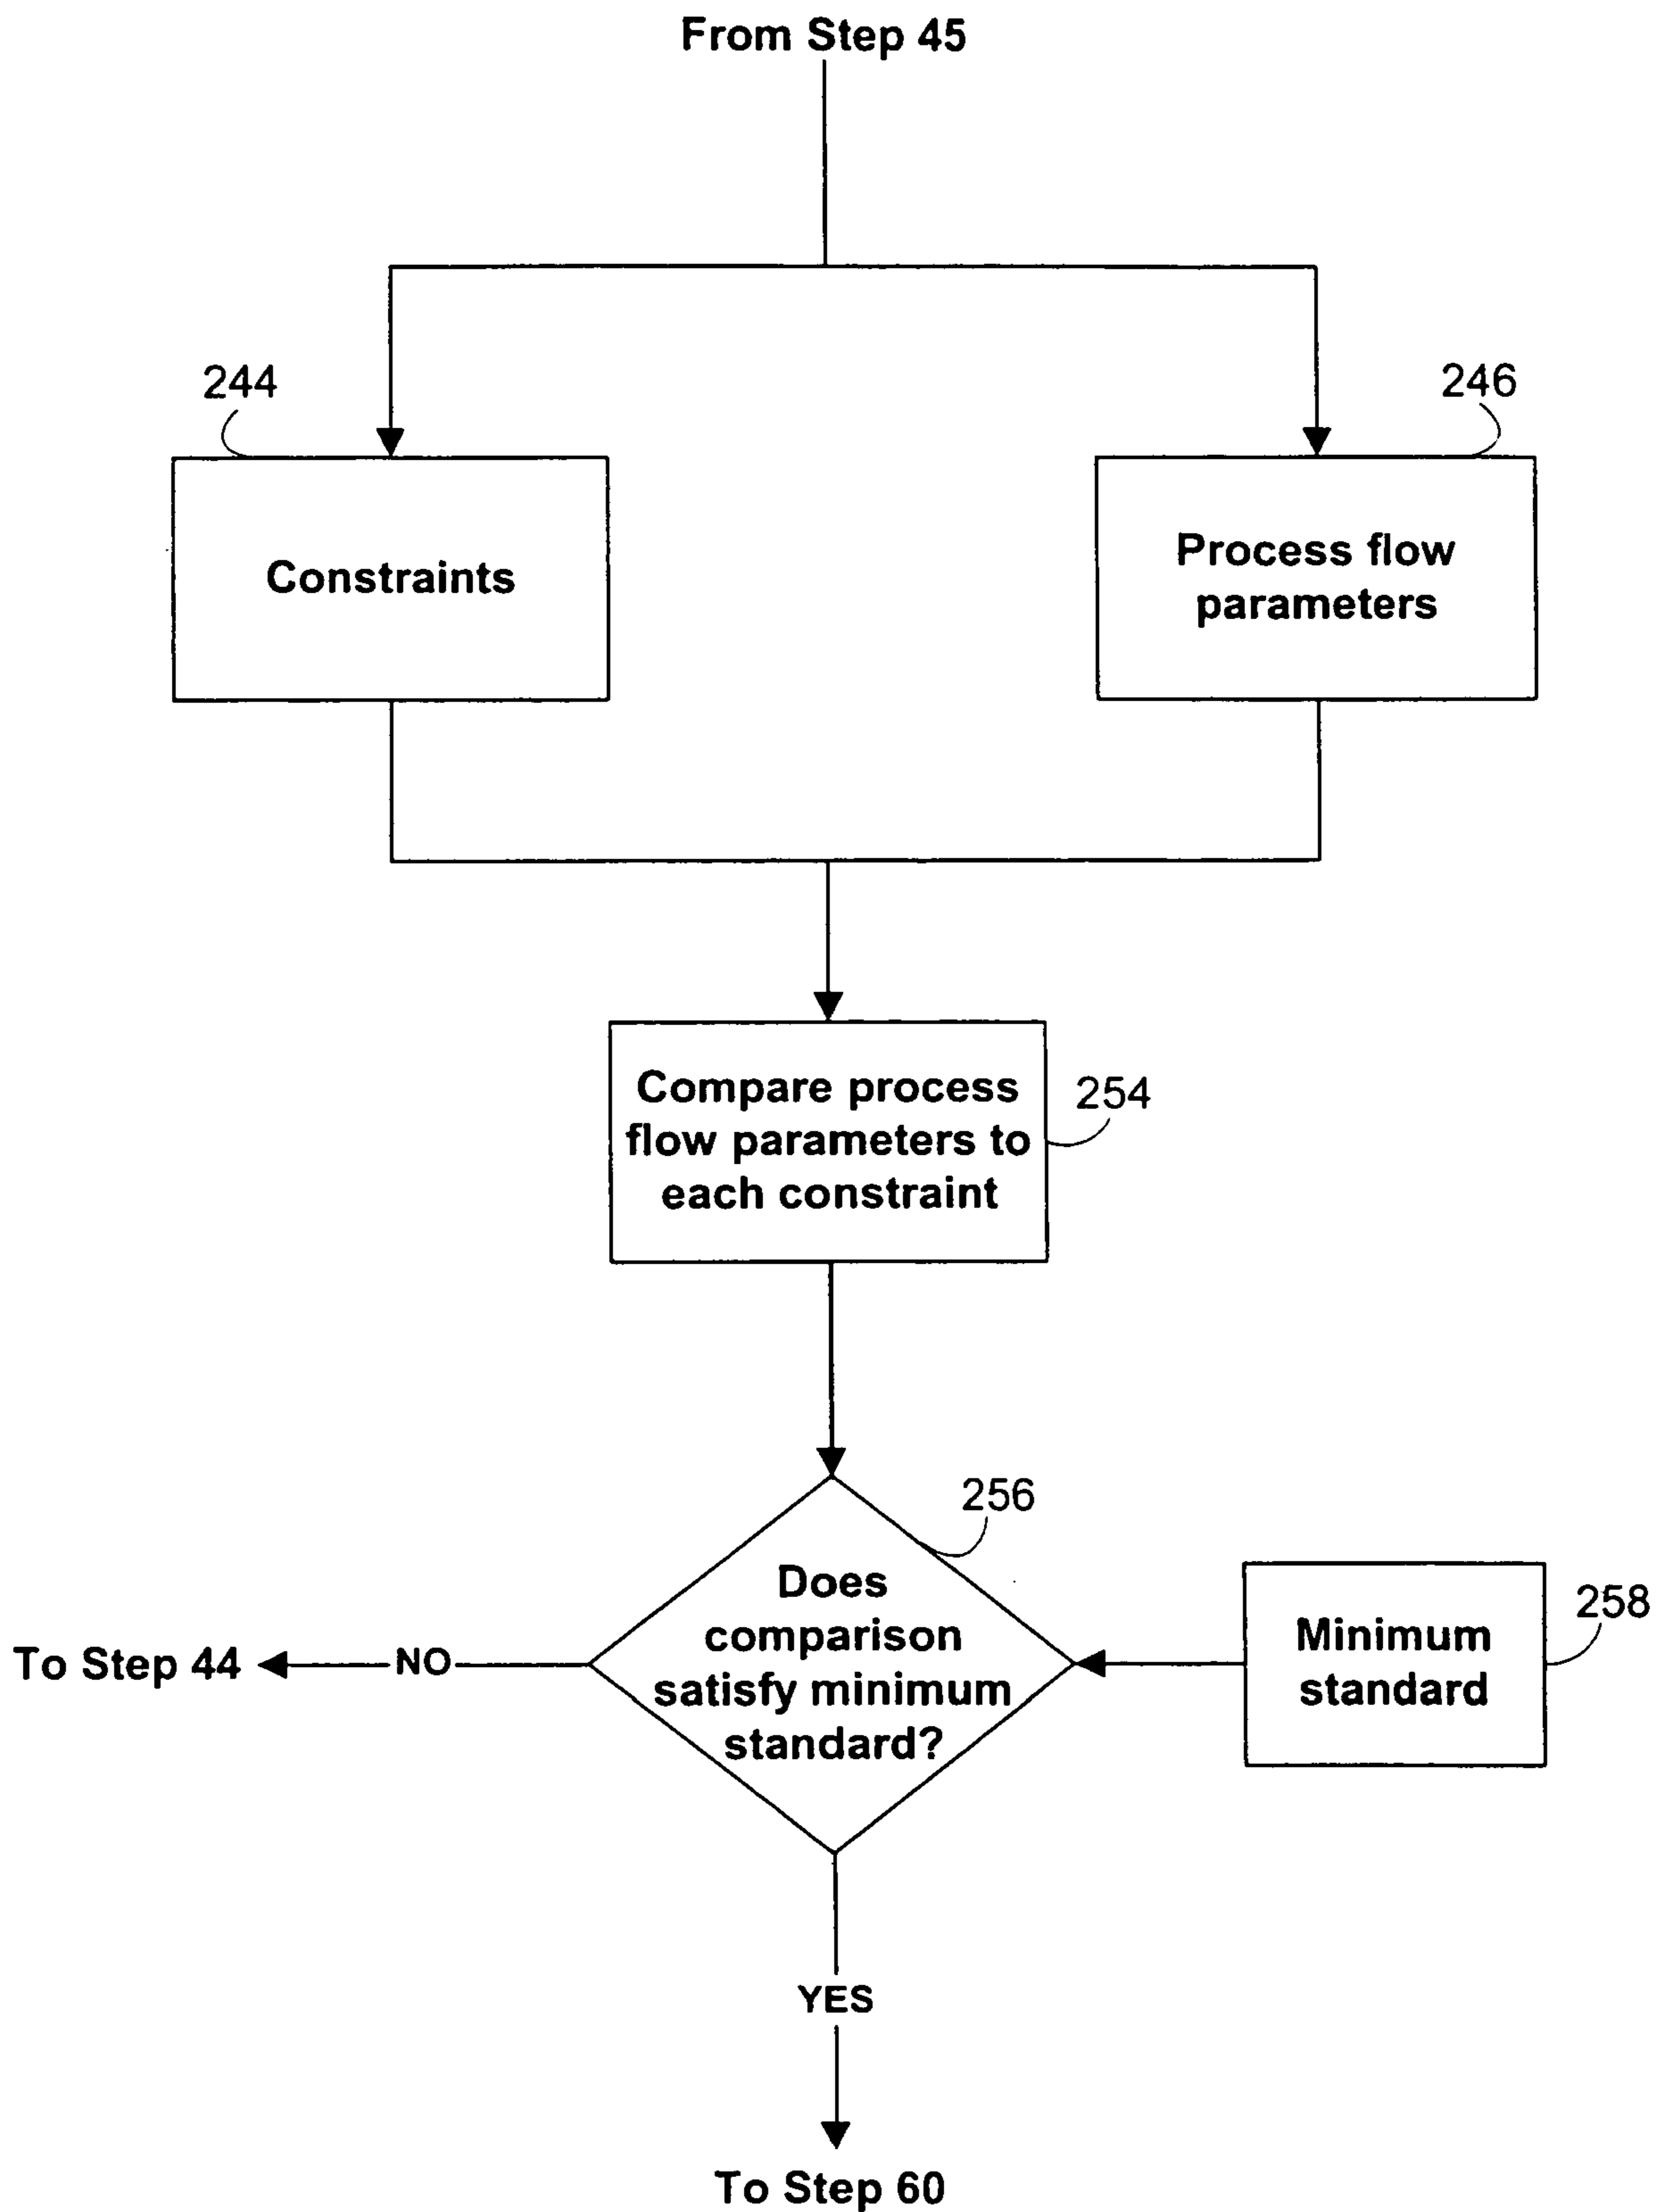 From Step 45
244
246
Constraints
Process flow
parameters
Compare process
flow parameters to
each constraint
254
256
Does
comparison
satisfy minimum
standard?
258
Minimum
standard
To Step 44
NO
YES
To Step 60